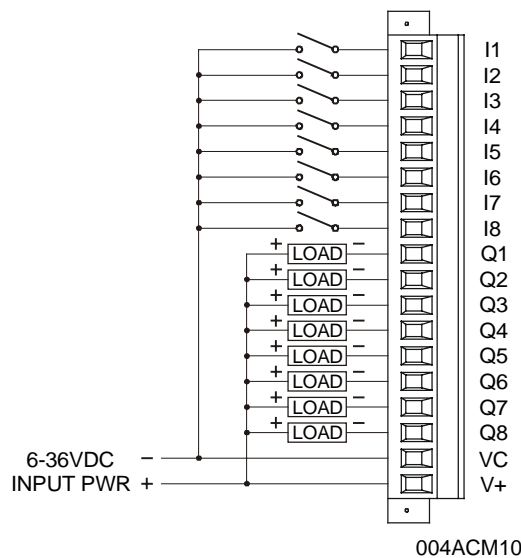 I1
I2
I3
I4
I5
I6
I7
I8
+ LOAD − Q1
+ LOAD − Q2
+ LOAD − Q3
+ LOAD − Q4
+ LOAD − Q5
+ LOAD − Q6
+ LOAD − Q7
+ LOAD − Q8
6-36VDC − VC
INPUT PWR + V+
004ACM10